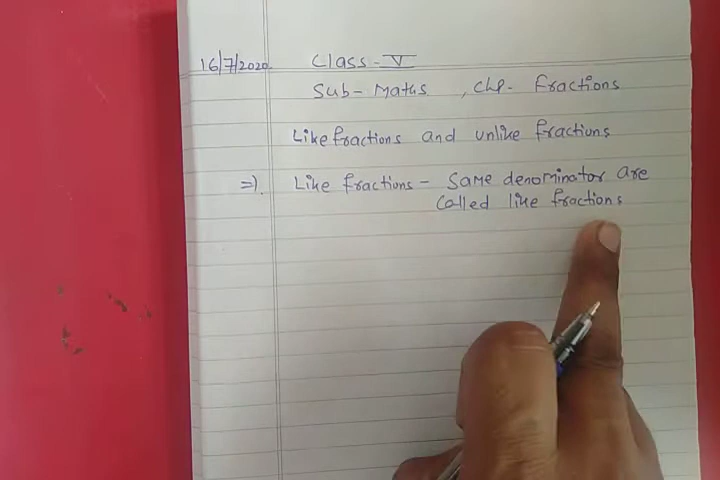 16/7/2020 Class - V
Sub - Maths , Chp - Fractions
Like fractions and unlike fractions
=). Like fractions - Same denominator are
Called like fractions